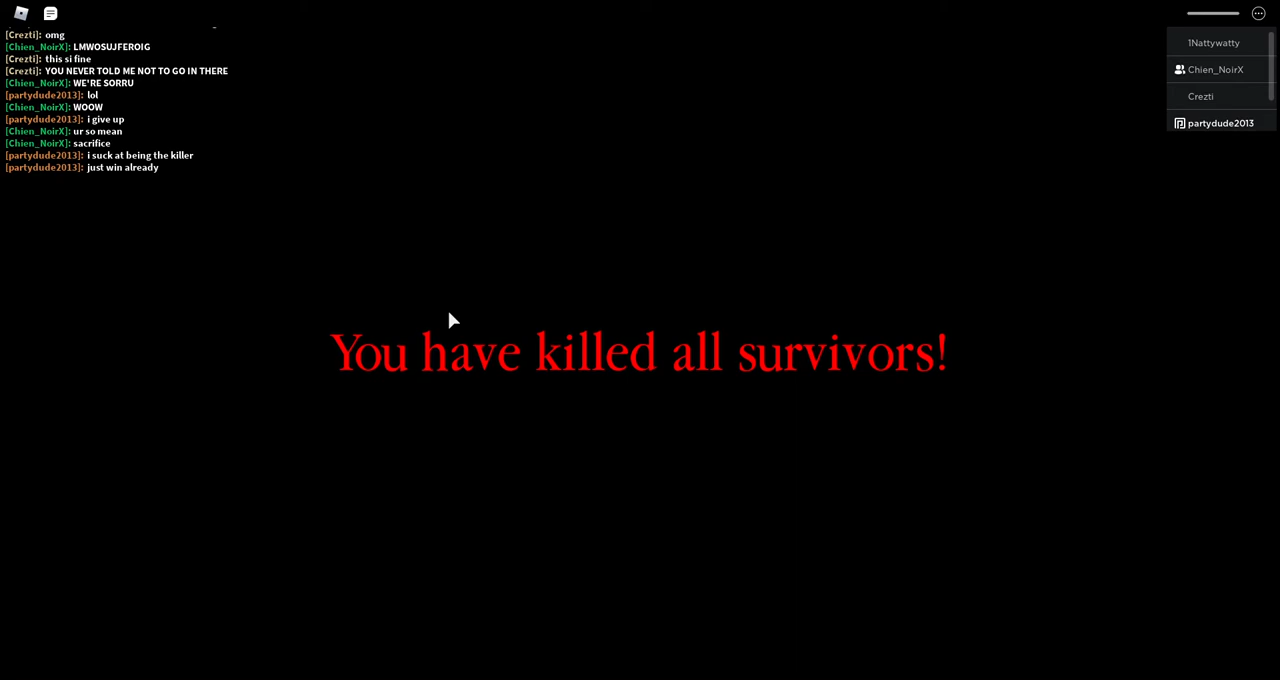 [Crezti]: omg
[Chien_NoirX]: LMWOSUJFEROIG
[Crezti]: this si fine
[Crezti]: YOU NEVER TOLD ME NOT TO GO IN THERE
[Chien_NoirX]: WE'RE SORRU
[partydude2013]: lol
[Chien_NoirX]: WOOW
[partydude2013]: i give up
[Chien_NoirX]: ur so mean
[Chien_NoirX]: sacrifice
[partydude2013]: i suck at being the killer
[partydude2013]: just win already
1Nattywatty
Chien_NoirX
Crezti
partydude2013
You have killed all survivors!